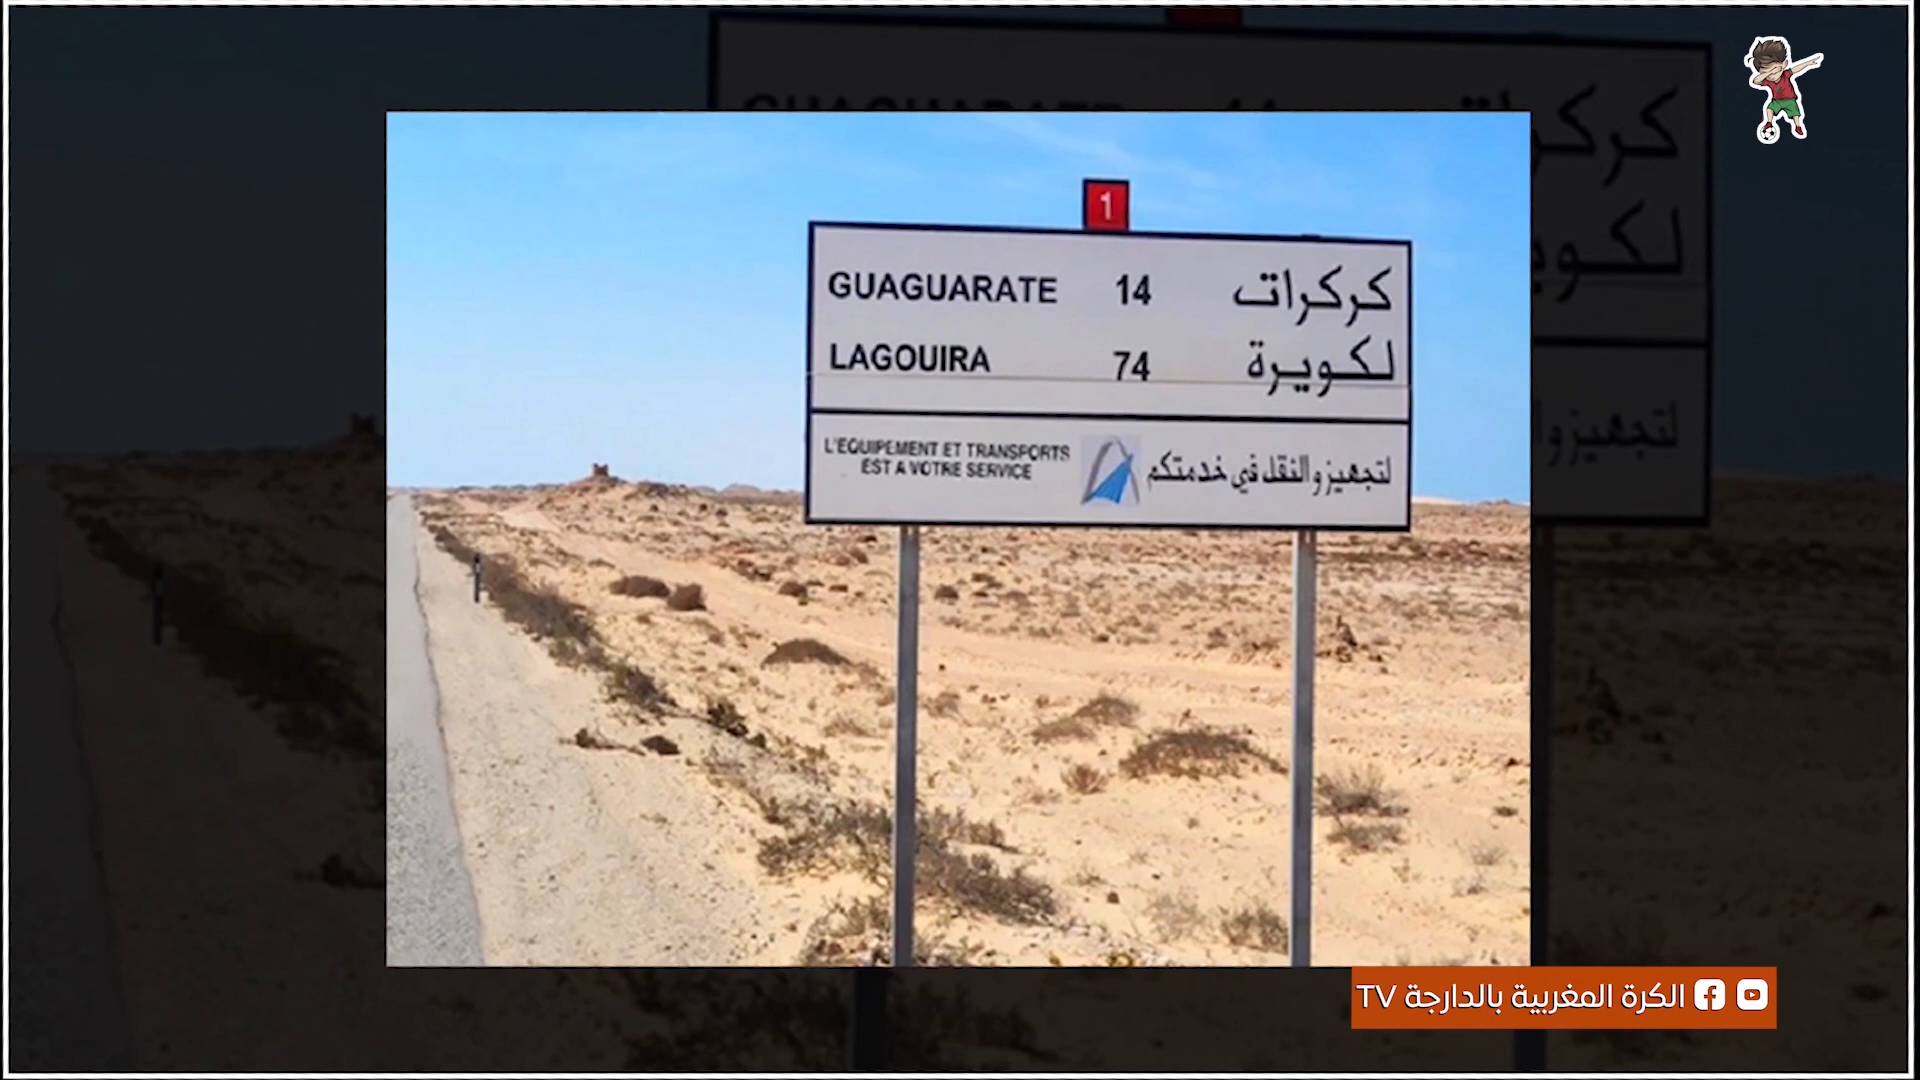 1
GUAGUARATE 14 كركرات
LAGOUIRA 74 لكويرة
L'EQUIPEMENT ET TRANSPORTS
EST A VOTRE SERVICE
لتجهيز والنقل في خدمتكم
الكرة المغربية بالدارجة TV